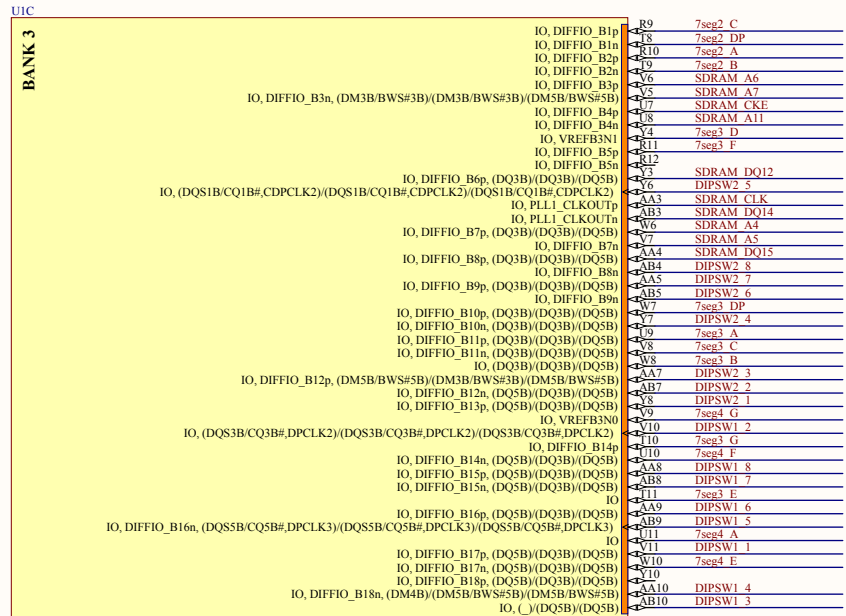 U1C
BANK 3
IO, DIFFIO_B1p R9 7seg2_C
IO, DIFFIO_B1n T8 7seg2_DP
IO, DIFFIO_B2p R10 7seg2_A
IO, DIFFIO_B2n T9 7seg2_B
IO, DIFFIO_B3p V6 SDRAM_A6
IO, DIFFIO_B3n, (DM3B/BWS#3B)/(DM3B/BWS#3B)/(DM5B/BWS#5B) V5 SDRAM_A7
IO, DIFFIO_B4p U7 SDRAM_CKE
IO, DIFFIO_B4n U8 SDRAM_A11
IO, VREFB3N1 Y4 7seg3_D
IO, DIFFIO_B5p R11 7seg3_F
IO, DIFFIO_B5n R12
IO, DIFFIO_B6p, (DQ3B)/(DQ3B)/(DQ5B) Y3 SDRAM_DQ12
IO, (DQS1B/CQ1B#,CDPCLK2)/(DQS1B/CQ1B#,CDPCLK2)/(DQS1B/CQ1B#,CDPCLK2) Y6 DIPSW2_5
IO, PLL1_CLKOUTp AA3 SDRAM_CLK
IO, PLL1_CLKOUTn AB3 SDRAM_DQ14
IO, DIFFIO_B7p, (DQ3B)/(DQ3B)/(DQ5B) W6 SDRAM_A4
IO, DIFFIO_B7n V7 SDRAM_A5
IO, DIFFIO_B8p, (DQ3B)/(DQ3B)/(DQ5B) AA4 SDRAM_DQ15
IO, DIFFIO_B8n AB4 DIPSW2_8
IO, DIFFIO_B9p, (DQ3B)/(DQ3B)/(DQ5B) AA5 DIPSW2_7
IO, DIFFIO_B9n AB5 DIPSW2_6
IO, DIFFIO_B10p, (DQ3B)/(DQ3B)/(DQ5B) W7 7seg3_DP
IO, DIFFIO_B10n, (DQ3B)/(DQ3B)/(DQ5B) Y7 DIPSW2_4
IO, DIFFIO_B11p, (DQ3B)/(DQ3B)/(DQ5B) U9 7seg3_A
IO, DIFFIO_B11n, (DQ3B)/(DQ3B)/(DQ5B) V8 7seg3_C
IO, (DQ3B)/(DQ3B)/(DQ5B) W8 7seg3_B
IO, DIFFIO_B12p, (DM5B/BWS#5B)/(DM3B/BWS#3B)/(DM5B/BWS#5B) AA7 DIPSW2_3
IO, DIFFIO_B12n, (DQ5B)/(DQ3B)/(DQ5B) AB7 DIPSW2_2
IO, DIFFIO_B13p, (DQ5B)/(DQ3B)/(DQ5B) Y8 DIPSW2_1
IO, VREFB3N0 V9 7seg4_G
IO, (DQS3B/CQ3B#,DPCLK2)/(DQS3B/CQ3B#,DPCLK2)/(DQS3B/CQ3B#,DPCLK2) V10 DIPSW1_2
IO, DIFFIO_B14p T10 7seg3_G
IO, DIFFIO_B14n, (DQ5B)/(DQ3B)/(DQ5B) U10 7seg4_F
IO, DIFFIO_B15p, (DQ5B)/(DQ3B)/(DQ5B) AA8 DIPSW1_8
IO, DIFFIO_B15n, (DQ5B)/(DQ3B)/(DQ5B) AB8 DIPSW1_7
IO T11 7seg3_E
IO, DIFFIO_B16p, (DQ5B)/(DQ3B)/(DQ5B) AA9 DIPSW1_6
IO, DIFFIO_B16n, (DQS5B/CQ5B#,DPCLK3)/(DQS5B/CQ5B#,DPCLK3)/(DQS5B/CQ5B#,DPCLK3) AB9 DIPSW1_5
IO U11 7seg4_A
IO, DIFFIO_B17p, (DQ5B)/(DQ3B)/(DQ5B) V11 DIPSW1_1
IO, DIFFIO_B17n, (DQ5B)/(DQ3B)/(DQ5B) W10 7seg4_E
IO, DIFFIO_B18p, (DQ5B)/(DQ3B)/(DQ5B) Y10
IO, DIFFIO_B18n, (DM4B)/(DM5B/BWS#5B)/(DM5B/BWS#5B) AA10 DIPSW1_4
IO, (_)/(DQ5B)/(DQ5B) AB10 DIPSW1_3